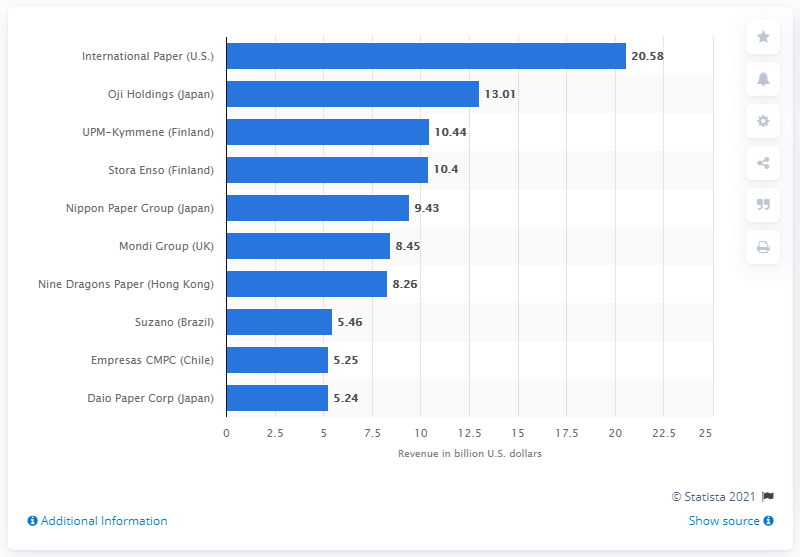 International Paper (U.S.) 20.58
Oji Holdings (Japan) 13.01
UPM-Kymmene (Finland) 10.44
Stora Enso (Finland) 10.4
Nippon Paper Group (Japan) 9.43
Mondi Group (UK) 8.45
Nine Dragons Paper (Hong Kong) 8.26
Suzano (Brazil) 5.46
Empresas CMPC (Chile) 5.25
Daio Paper Corp (Japan) 5.24
0 2.5 5 7.5 10 12.5 15 17.5 20 22.5 25
Revenue in billion U.S. dollars
© Statista 2021
Additional Information Show source